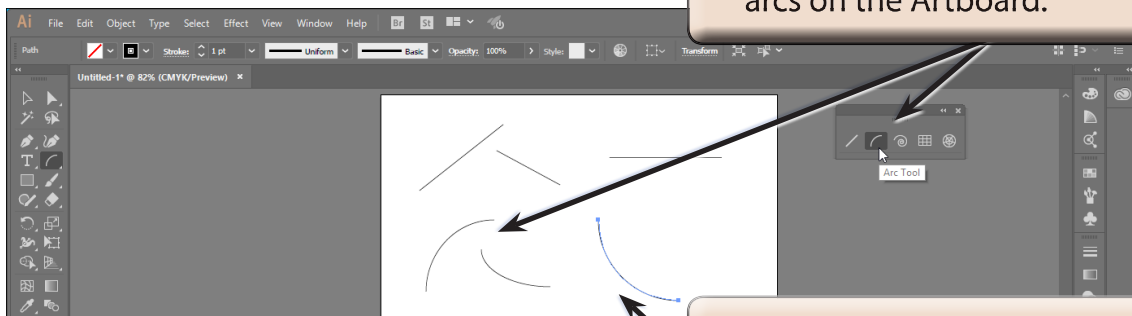 arcs on the Artboard.
Ai File Edit Object Type Select Effect View Window Help Br St
Path Stroke: 1 pt Uniform Basic Opacity: 100% Style: Transform
Untitled-1* @ 82% (CMYK/Preview) ×
Arc Tool